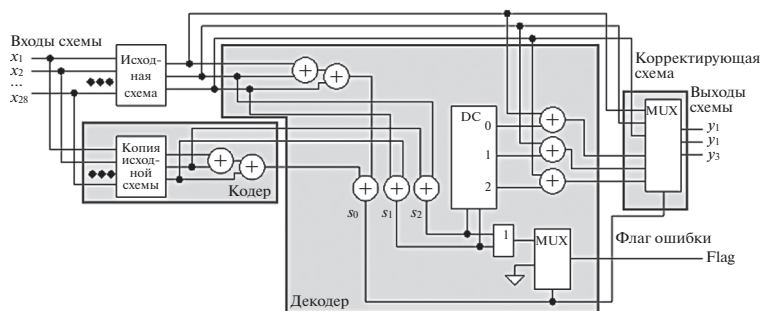 Входы схемы
x1
x2
...
x28
Исход-
ная
схема
Копия
исход-
ной
схемы
Кодер
Декодер
s0
s1
s2
DC
0
1
2
1
MUX
Корректирующая
схема
MUX
Выходы
схемы
y1
y1
y3
Флаг ошибки
Flag